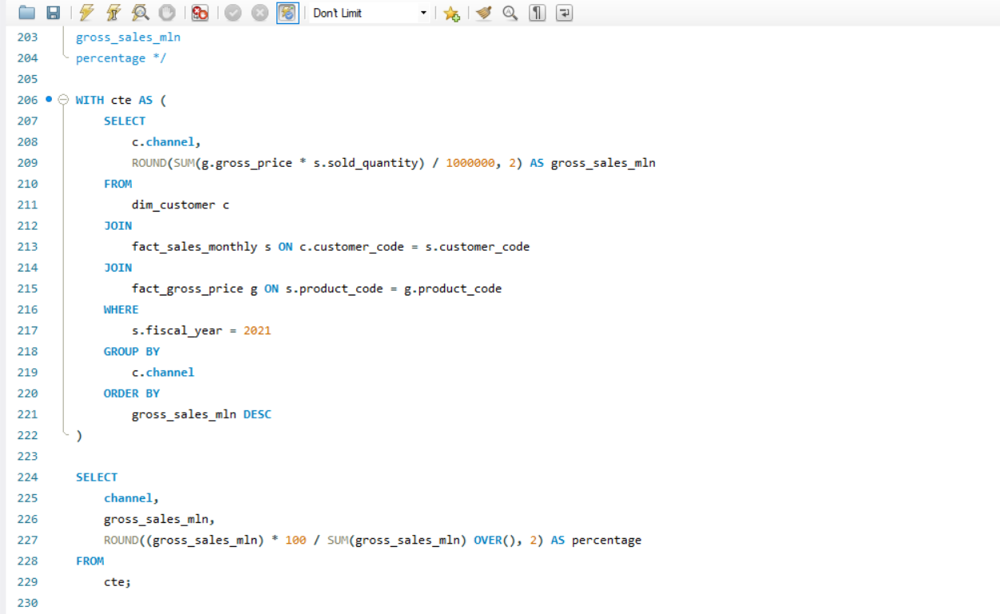 Don't Limit
203 gross_sales_mln
204 percentage */
205
206 WITH cte AS (
207 SELECT
208 c.channel,
209 ROUND(SUM(g.gross_price * s.sold_quantity) / 1000000, 2) AS gross_sales_mln
210 FROM
211 dim_customer c
212 JOIN
213 fact_sales_monthly s ON c.customer_code = s.customer_code
214 JOIN
215 fact_gross_price g ON s.product_code = g.product_code
216 WHERE
217 s.fiscal_year = 2021
218 GROUP BY
219 c.channel
220 ORDER BY
221 gross_sales_mln DESC
222 )
223
224 SELECT
225 channel,
226 gross_sales_mln,
227 ROUND((gross_sales_mln) * 100 / SUM(gross_sales_mln) OVER(), 2) AS percentage
228 FROM
229 cte;
230